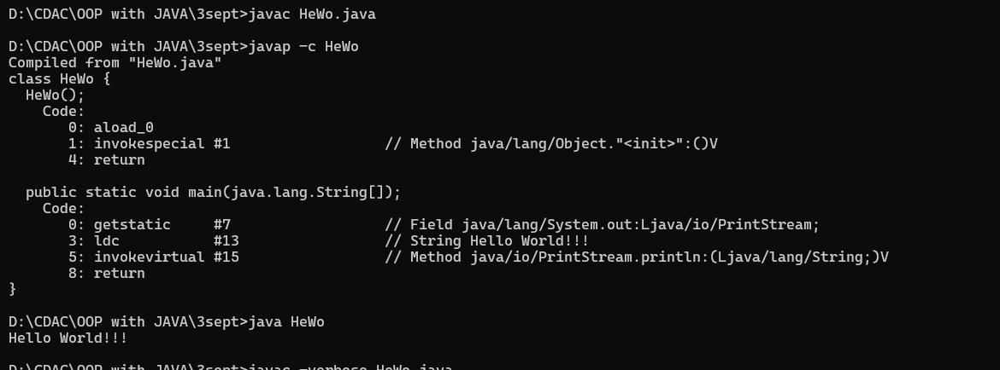 D:\CDAC\OOP with JAVA\3sept>javac HeWo.java
D:\CDAC\OOP with JAVA\3sept>javap -c HeWo
Compiled from "HeWo.java"
class HeWo {
  HeWo();
    Code:
       0: aload_0
       1: invokespecial #1                  // Method java/lang/Object."<init>":()V
       4: return
  public static void main(java.lang.String[]);
    Code:
       0: getstatic     #7                  // Field java/lang/System.out:Ljava/io/PrintStream;
       3: ldc           #13                 // String Hello World!!!
       5: invokevirtual #15                 // Method java/io/PrintStream.println:(Ljava/lang/String;)V
       8: return
}
D:\CDAC\OOP with JAVA\3sept>java HeWo
Hello World!!!
D:\CDAC\OOP with JAVA\3sept>javac -verbose HeWo.java